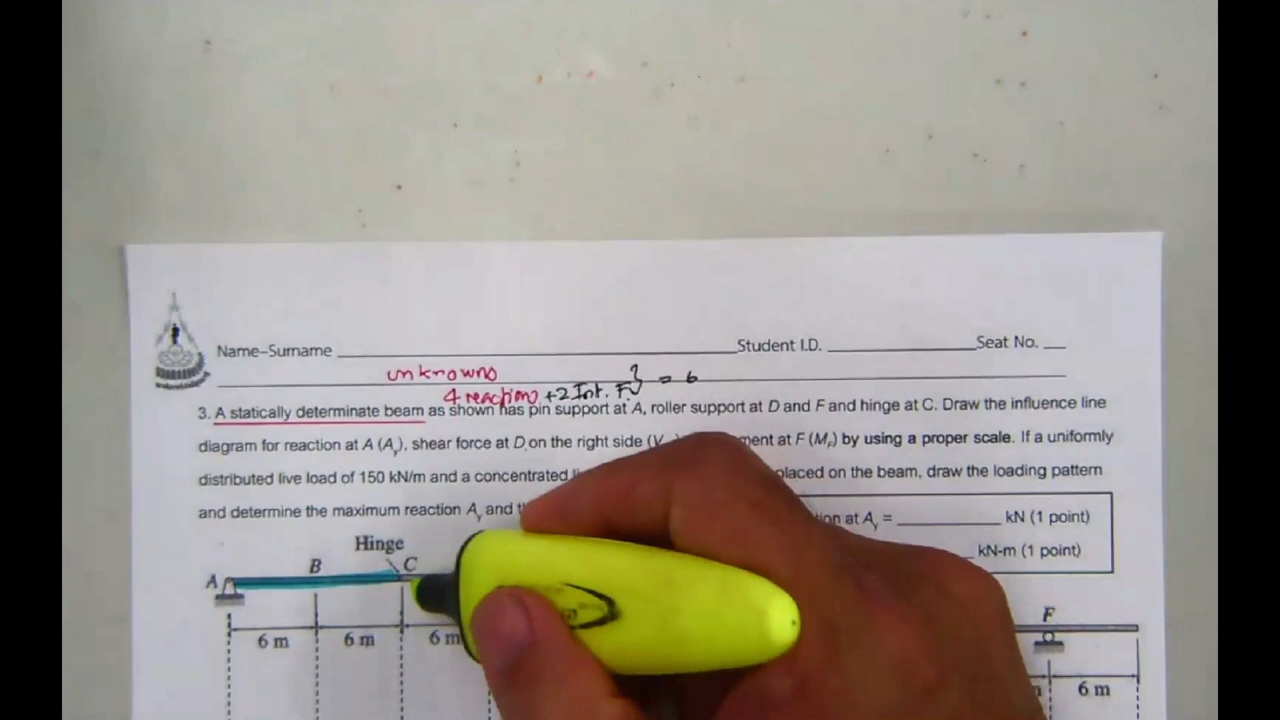 Name-Surname Student I.D. Seat No.
unknowns
4 reactions +2 Int. F. } = 6
3. A statically determinate beam as shown has pin support at A, roller support at D and F and hinge at C. Draw the influence line
diagram for reaction at A (Ay), shear force at D on the right side (V ment at F (MF) by using a proper scale. If a uniformly
distributed live load of 150 kN/m and a concentrated placed on the beam, draw the loading pattern
and determine the maximum reaction Ay and at Ay = kN (1 point)
kN-m (1 point)
Hinge
A B C
F
6 m 6 m 6 m 6 m